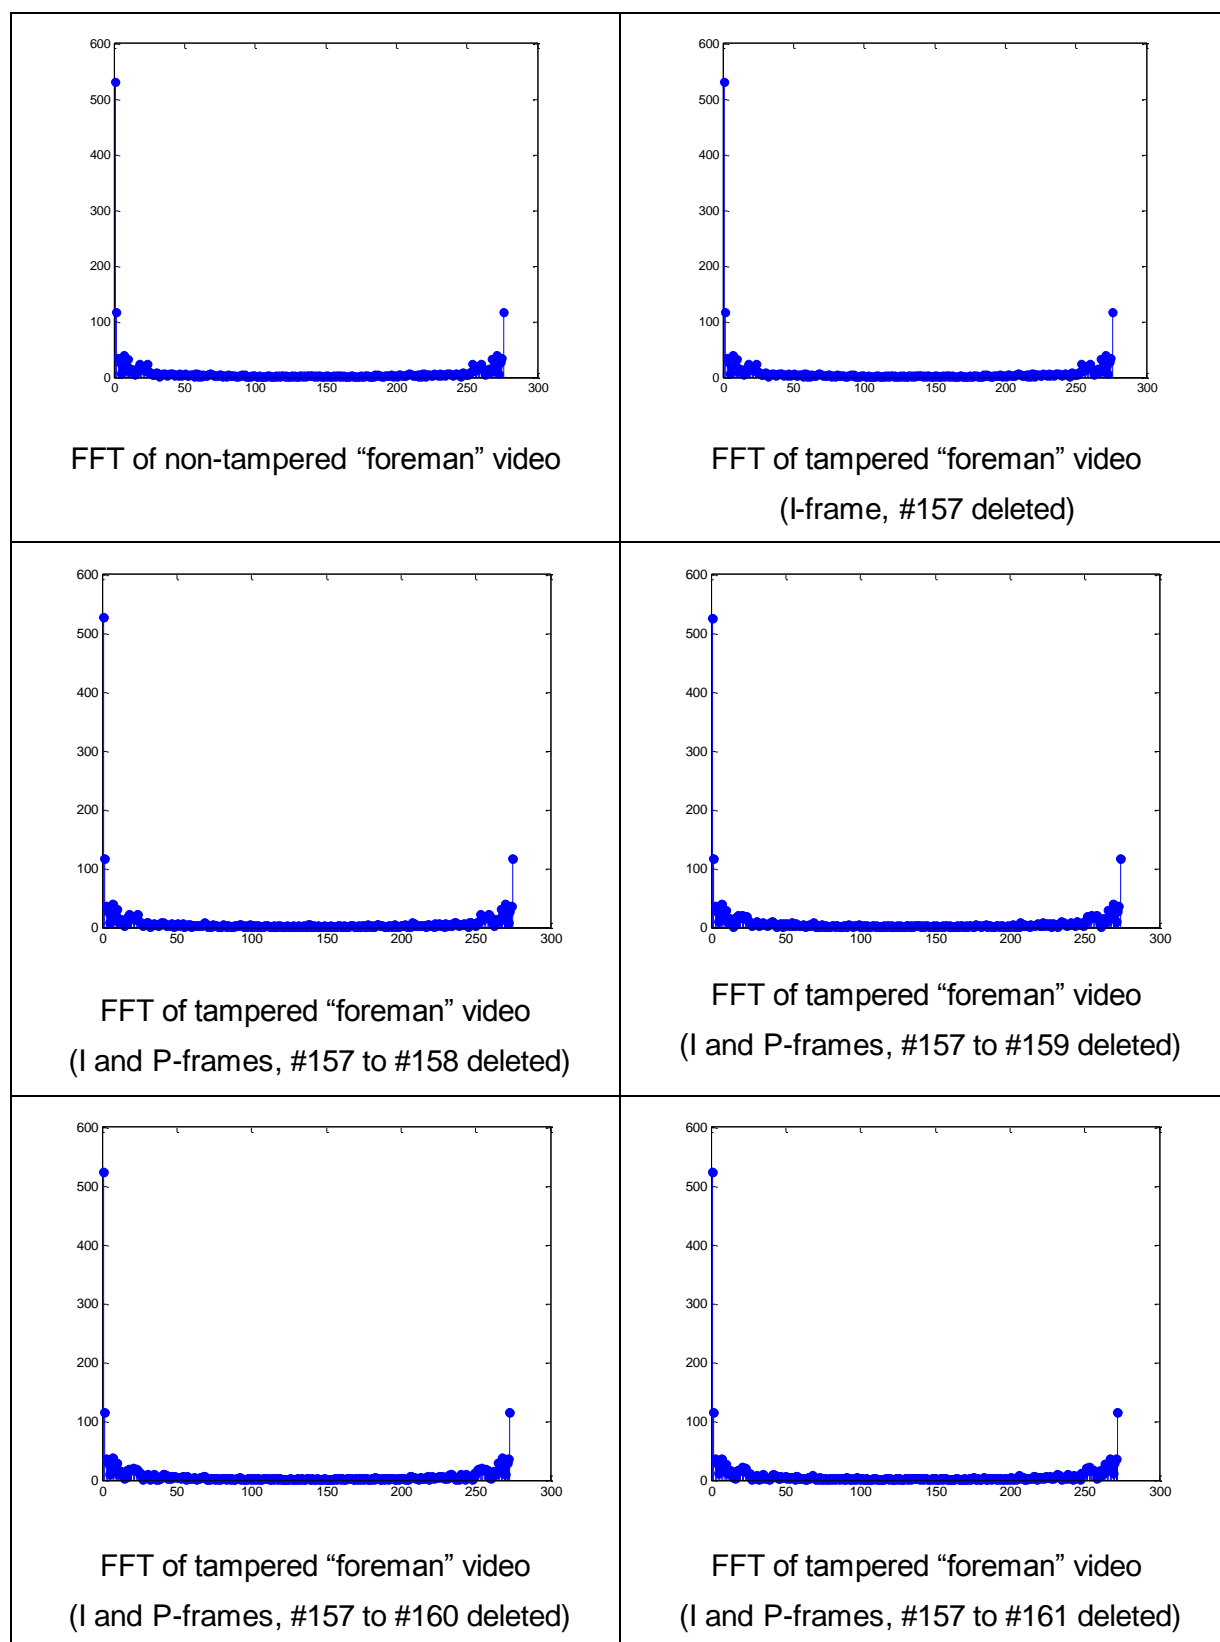 600
500
400
300
200
100
0
0 50 100 150 200 250 300
FFT of non-tampered “foreman” video
600
500
400
300
200
100
0
0 50 100 150 200 250 300
FFT of tampered “foreman” video
(I-frame, #157 deleted)
600
500
400
300
200
100
0
0 50 100 150 200 250 300
FFT of tampered “foreman” video
(I and P-frames, #157 to #158 deleted)
600
500
400
300
200
100
0
0 50 100 150 200 250 300
FFT of tampered “foreman” video
(I and P-frames, #157 to #159 deleted)
600
500
400
300
200
100
0
0 50 100 150 200 250 300
FFT of tampered “foreman” video
(I and P-frames, #157 to #160 deleted)
600
500
400
300
200
100
0
0 50 100 150 200 250 300
FFT of tampered “foreman” video
(I and P-frames, #157 to #161 deleted)